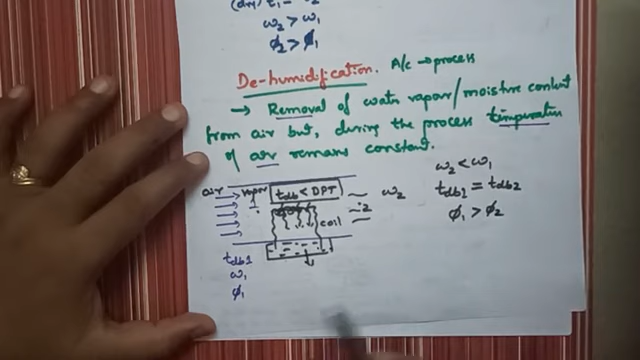 ω₂ > ω₁
ϕ₂ > ϕ₁
De-humidification. A/c → process
→ Removal of water vapour/moisture content
from air but, during the process temperature
of air remains constant.
air vapor tdb < DPT ω₂
ω₂ < ω₁
tdb1 = tdb2
ϕ₁ > ϕ₂
2
coil
tdb1
ω₁
ϕ₁